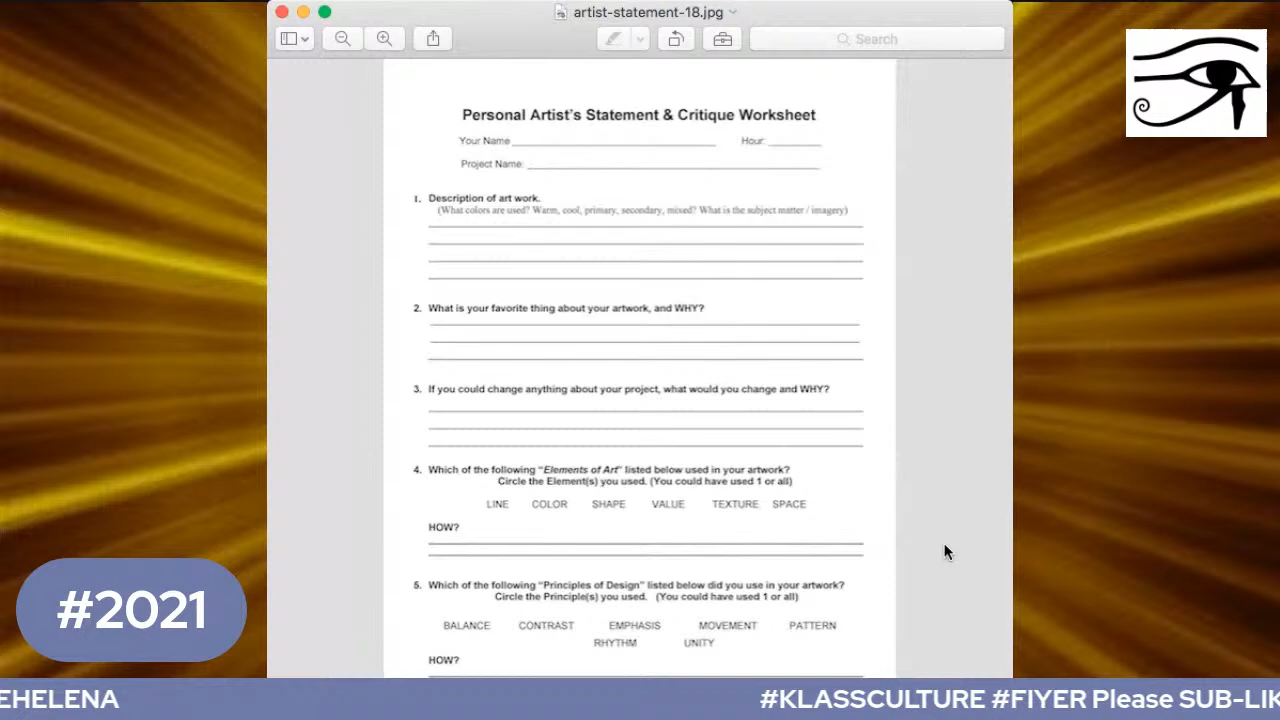 artist-statement-18.jpg
Search
Personal Artist's Statement & Critique Worksheet
Your Name Hour:
Project Name:
1. Description of art work.
(What colors are used? Warm, cool, primary, secondary, mixed? What is the subject matter / imagery)
2. What is your favorite thing about your artwork, and WHY?
3. If you could change anything about your project, what would you change and WHY?
4. Which of the following “Elements of Art” listed below used in your artwork?
Circle the Element(s) you used. (You could have used 1 or all)
LINE COLOR SHAPE VALUE TEXTURE SPACE
HOW?
5. Which of the following “Principles of Design” listed below did you use in your artwork?
Circle the Principle(s) you used. (You could have used 1 or all)
BALANCE CONTRAST EMPHASIS MOVEMENT PATTERN
RHYTHM UNITY
HOW?
#2021
EHELENA #KLASSCULTURE #FIYER Please SUB-LIK